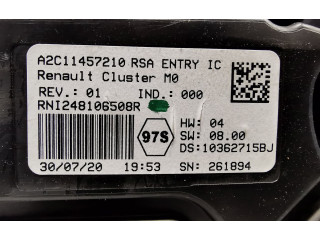 A2C11457210 RSA ENTRY IC
Renault Cluster M0
REV.: 01 IND.: 000
RNI248106508R
97S
HW: 04
SW: 08.00
DS:10362715BJ
30/07/20 19:53 SN: 261894